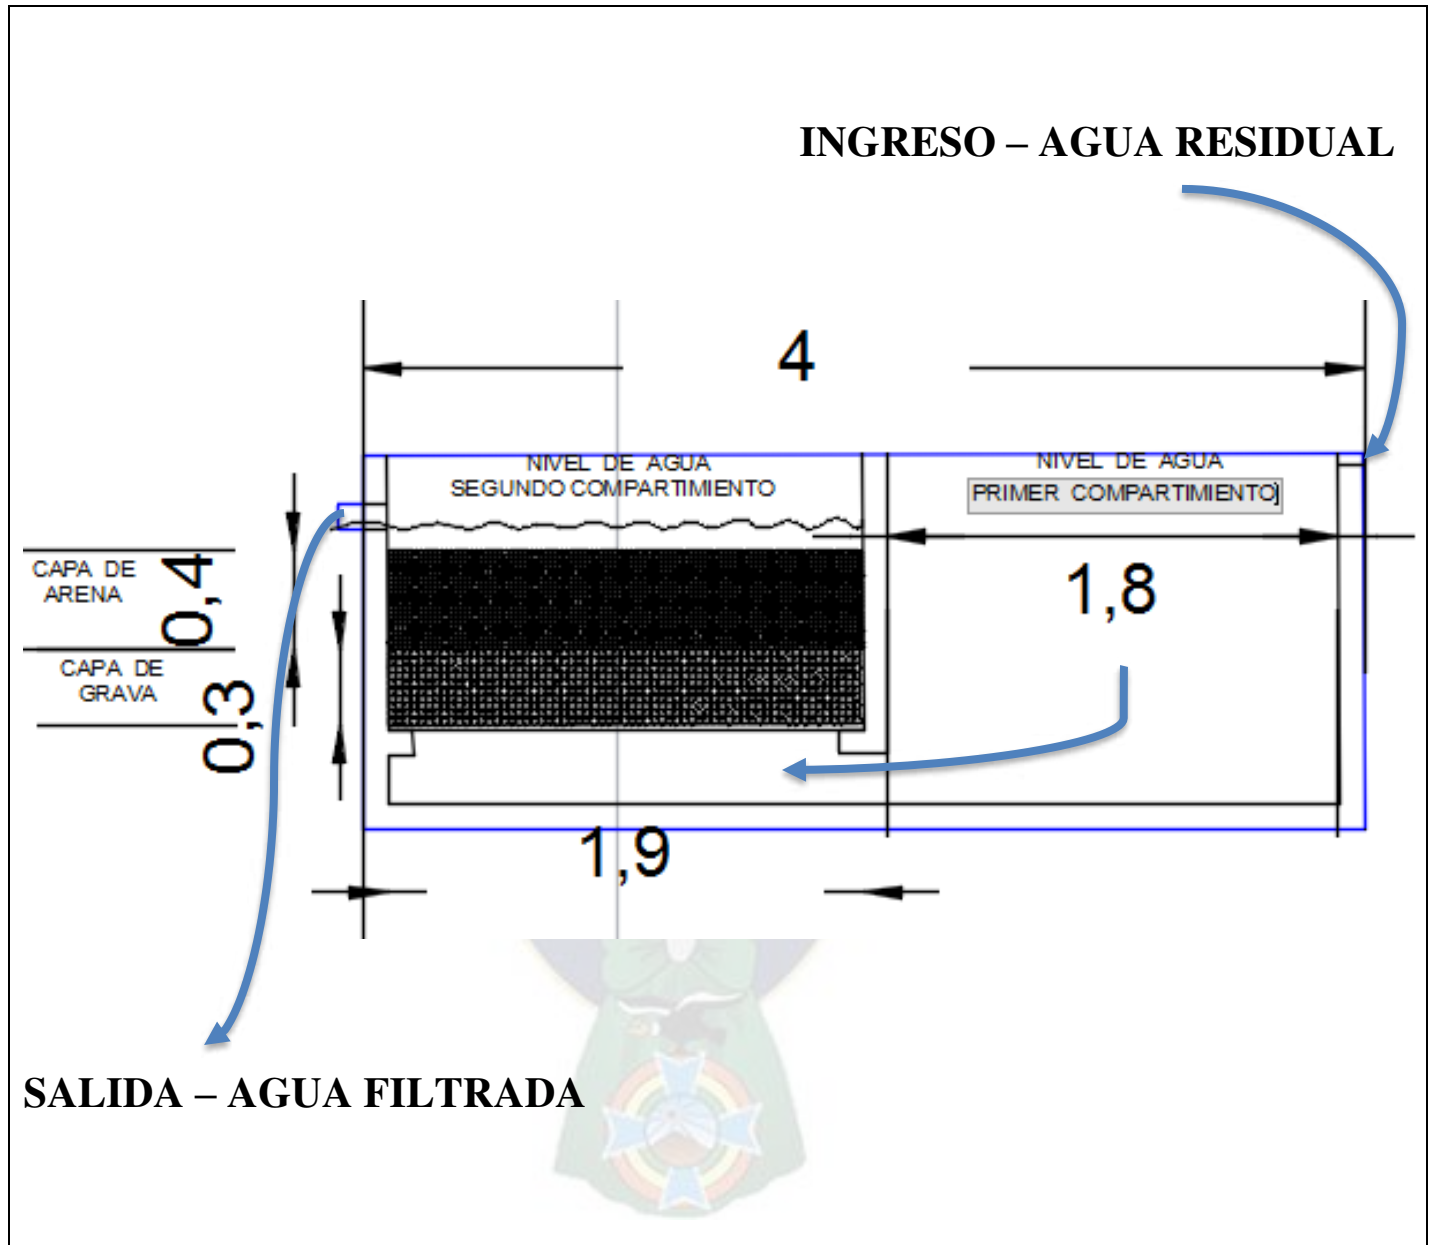 INGRESO – AGUA RESIDUAL
4
NIVEL DE AGUA
SEGUNDO COMPARTIMIENTO
NIVEL DE AGUA
PRIMER COMPARTIMIENTO
CAPA DE
ARENA
0,4
1,8
CAPA DE
GRAVA
0,3
1,9
SALIDA – AGUA FILTRADA